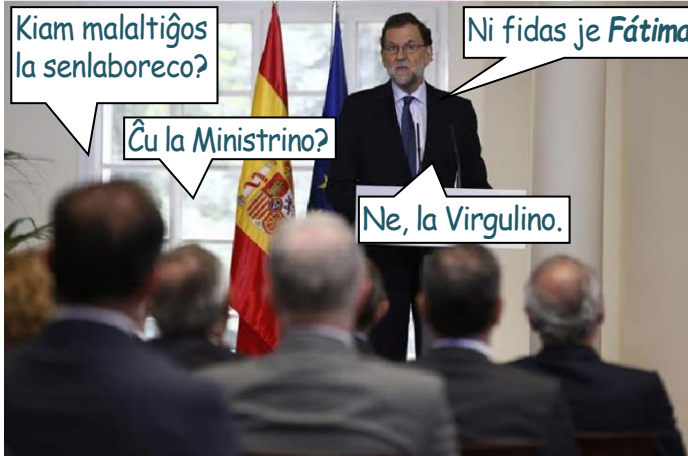 Kiam malaltiĝos
la senlaboreco?
Ni fidas je Fátima
Ĉu la Ministrino?
Ne, la Virgulino.